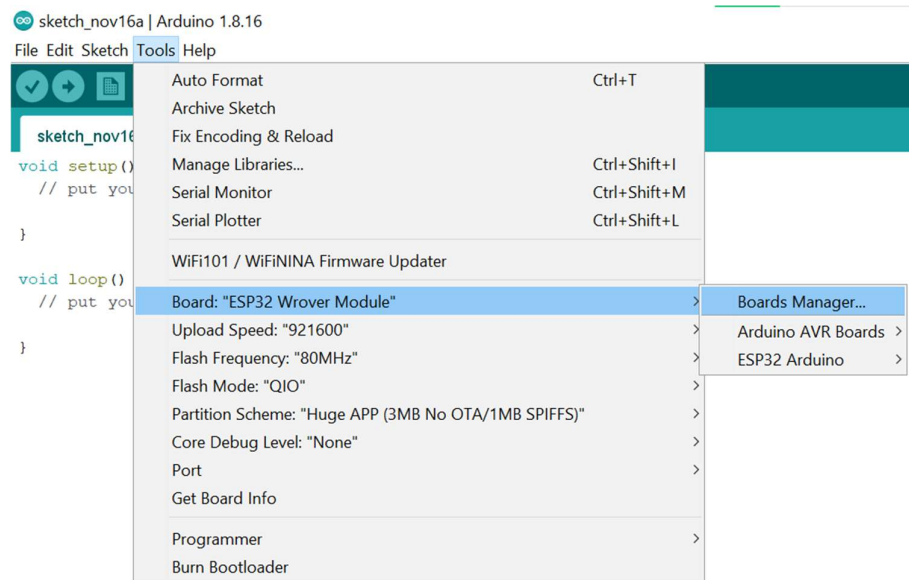 sketch_nov16a | Arduino 1.8.16
File Edit Sketch Tools Help
sketch_nov16
void setup()
// put you
}
void loop()
// put you
}
Auto Format Ctrl+T
Archive Sketch
Fix Encoding & Reload
Manage Libraries... Ctrl+Shift+I
Serial Monitor Ctrl+Shift+M
Serial Plotter Ctrl+Shift+L
WiFi101 / WiFiNINA Firmware Updater
Board: "ESP32 Wrover Module"
Upload Speed: "921600"
Flash Frequency: "80MHz"
Flash Mode: "QIO"
Partition Scheme: "Huge APP (3MB No OTA/1MB SPIFFS)"
Core Debug Level: "None"
Port
Get Board Info
Programmer
Burn Bootloader
Boards Manager...
Arduino AVR Boards
ESP32 Arduino